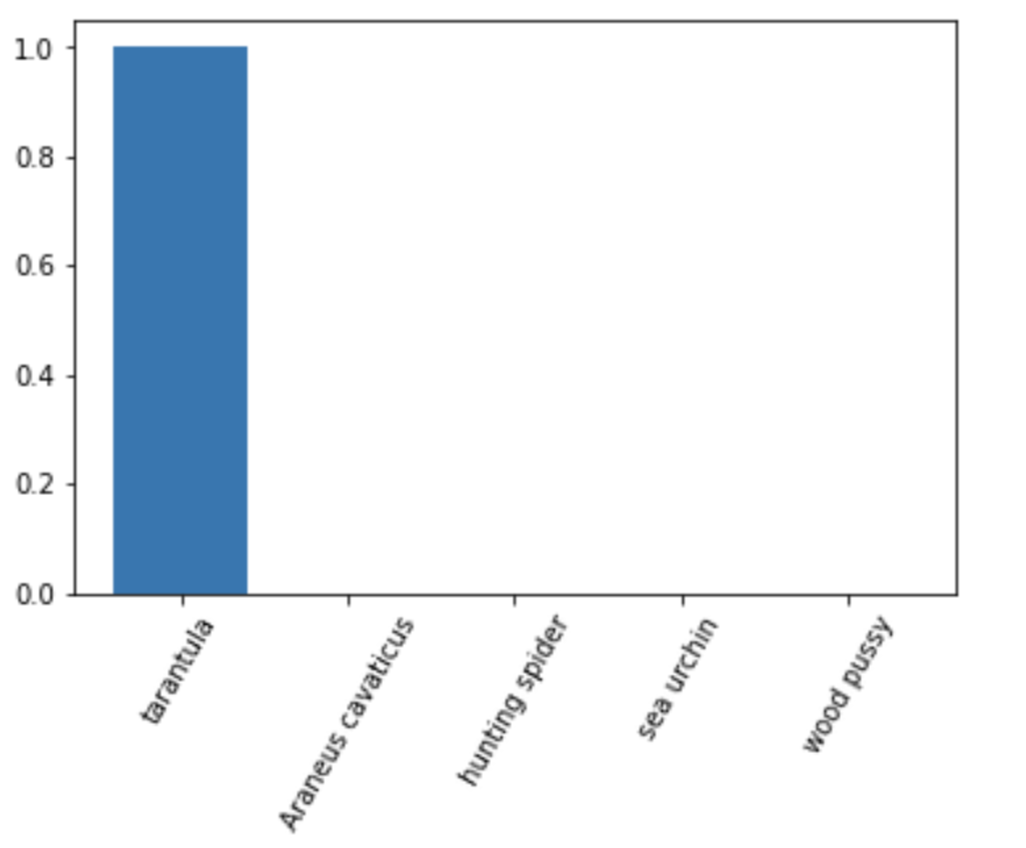 1.0
0.8
0.6
0.4
0.2
0.0
tarantula
Araneus cavaticus
hunting spider
sea urchin
wood pussy